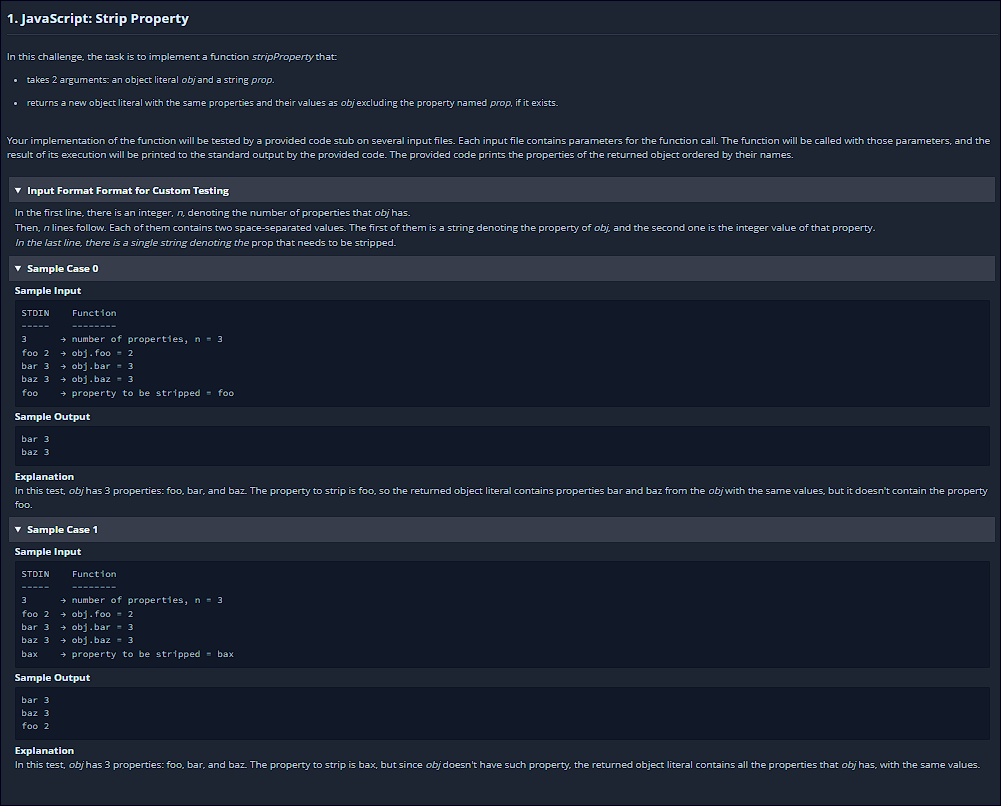 1. JavaScript: Strip Property
In this challenge, the task is to implement a function stripProperty that:
• takes 2 arguments: an object literal obj and a string prop.
• returns a new object literal with the same properties and their values as obj excluding the property named prop, if it exists.
Your implementation of the function will be tested by a provided code stub on several input files. Each input file contains parameters for the function call. The function will be called with those parameters, and the
result of its execution will be printed to the standard output by the provided code. The provided code prints the properties of the returned object ordered by their names.
▼ Input Format Format for Custom Testing
In the first line, there is an integer, n, denoting the number of properties that obj has.
Then, n lines follow. Each of them contains two space-separated values. The first of them is a string denoting the property of obj, and the second one is the integer value of that property.
In the last line, there is a single string denoting the prop that needs to be stripped.
▼ Sample Case 0
Sample Input
STDIN    Function
-----    --------
3     → number of properties, n = 3
foo 2 → obj.foo = 2
bar 3 → obj.bar = 3
baz 3 → obj.baz = 3
foo   → property to be stripped = foo
Sample Output
bar 3
baz 3
Explanation
In this test, obj has 3 properties: foo, bar, and baz. The property to strip is foo, so the returned object literal contains properties bar and baz from the obj with the same values, but it doesn't contain the property
foo.
▼ Sample Case 1
Sample Input
STDIN    Function
-----    --------
3     → number of properties, n = 3
foo 2 → obj.foo = 2
bar 3 → obj.bar = 3
baz 3 → obj.baz = 3
bax   → property to be stripped = bax
Sample Output
bar 3
baz 3
foo 2
Explanation
In this test, obj has 3 properties: foo, bar, and baz. The property to strip is bax, but since obj doesn't have such property, the returned object literal contains all the properties that obj has, with the same values.